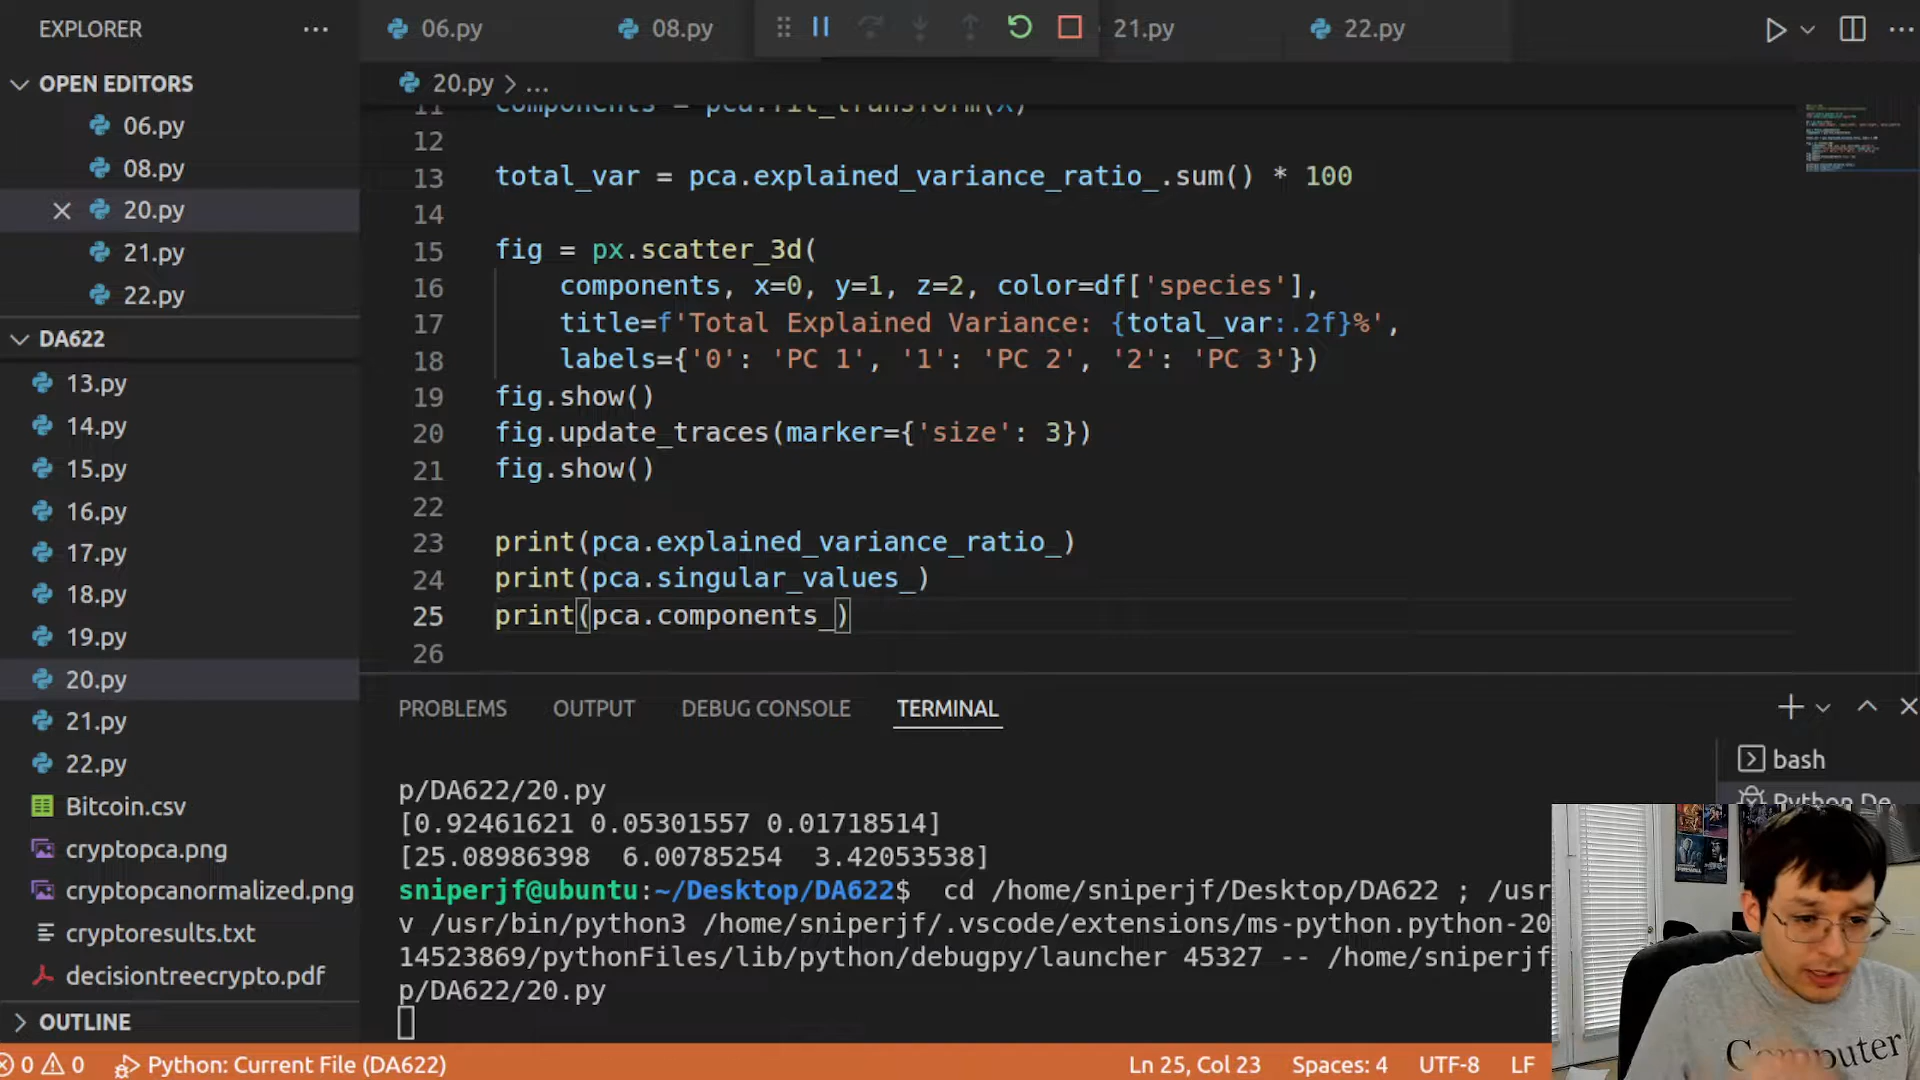 EXPLORER
06.py
08.py
21.py
22.py
OPEN EDITORS
06.py
08.py
20.py
21.py
22.py
DA622
13.py
14.py
15.py
16.py
17.py
18.py
19.py
20.py
21.py
22.py
Bitcoin.csv
cryptopca.png
cryptopcanormalized.png
cryptoresults.txt
decisiontreecrypto.pdf
OUTLINE
20.py > ...
11 components = pca.fit_transform(X)
12
13 total_var = pca.explained_variance_ratio_.sum() * 100
14
15 fig = px.scatter_3d(
16 components, x=0, y=1, z=2, color=df['species'],
17 title=f'Total Explained Variance: {total_var:.2f}%',
18 labels={'0': 'PC 1', '1': 'PC 2', '2': 'PC 3'})
19 fig.show()
20 fig.update_traces(marker={'size': 3})
21 fig.show()
22
23 print(pca.explained_variance_ratio_)
24 print(pca.singular_values_)
25 print(pca.components_)
26
PROBLEMS OUTPUT DEBUG CONSOLE TERMINAL
p/DA622/20.py
[0.92461621 0.05301557 0.01718514]
[25.08986398 6.00785254 3.42053538]
sniperjf@ubuntu:~/Desktop/DA622$ cd /home/sniperjf/Desktop/DA622 ; /usr
v /usr/bin/python3 /home/sniperjf/.vscode/extensions/ms-python.python-20
14523869/pythonFiles/lib/python/debugpy/launcher 45327 -- /home/sniperjf
p/DA622/20.py
bash
Python De
Computer
0 0 Python: Current File (DA622)
Ln 25, Col 23 Spaces: 4 UTF-8 LF